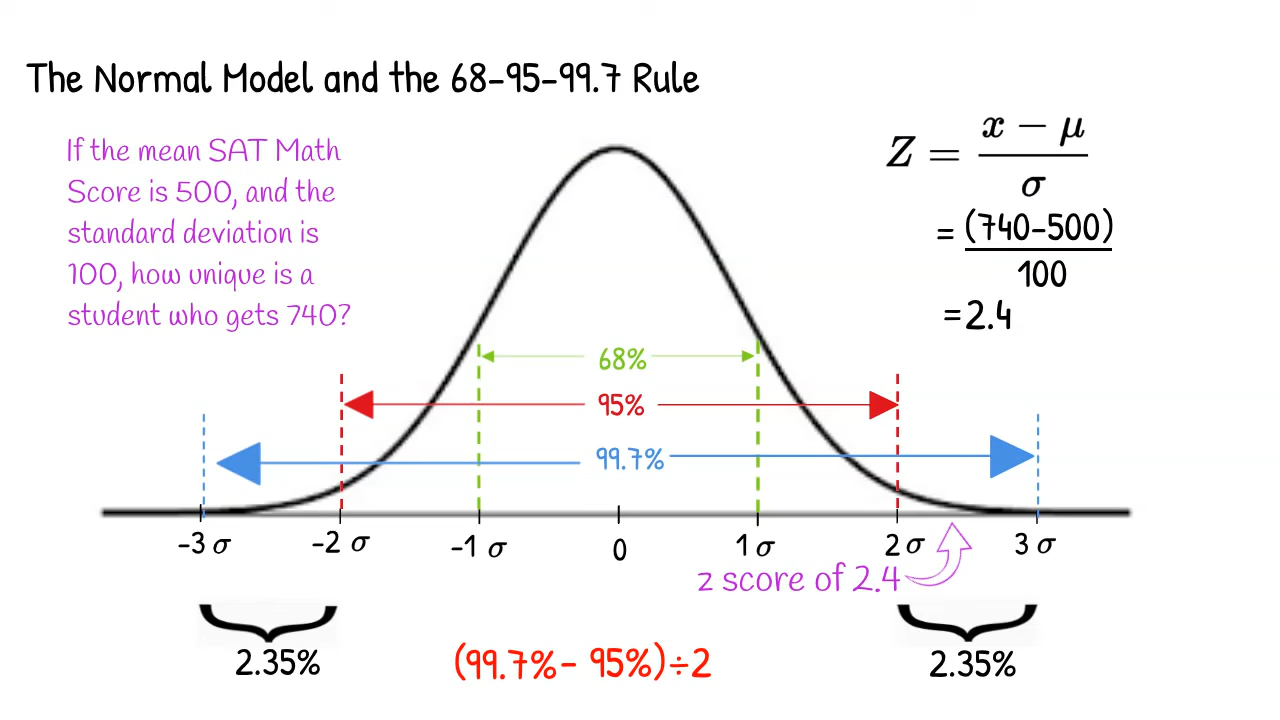 The Normal Model and the 68-95-99.7 Rule
If the mean SAT Math
Score is 500, and the
standard deviation is
100, how unique is a
student who gets 740?
Z = x − μ
σ
= (740-500)
100
=2.4
68%
95%
99.7%
-3 σ -2 σ -1 σ 0 1 σ 2 σ 3 σ
z score of 2.4
2.35% (99.7%- 95%)÷2 2.35%